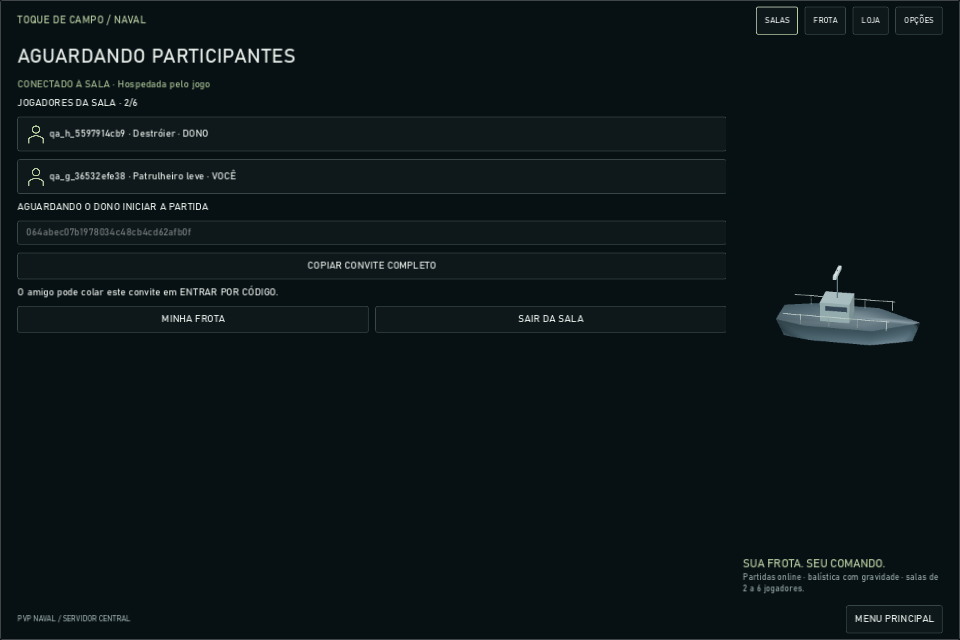 TOQUE DE CAMPO / NAVAL
SALAS
FROTA
LOJA
OPÇÕES
AGUARDANDO PARTICIPANTES
CONECTADO À SALA · Hospedada pelo jogo
JOGADORES DA SALA · 2/6
qa_h_5597914cb9 · Destróier · DONO
qa_g_36532efe38 · Patrulheiro leve · VOCÊ
AGUARDANDO O DONO INICIAR A PARTIDA
064abec07b1978034c48cb4cd62afb0f
COPIAR CONVITE COMPLETO
O amigo pode colar este convite em ENTRAR POR CÓDIGO.
MINHA FROTA
SAIR DA SALA
SUA FROTA. SEU COMANDO.
Partidas online · balística com gravidade · salas de
2 a 6 jogadores.
PVP NAVAL / SERVIDOR CENTRAL
MENU PRINCIPAL